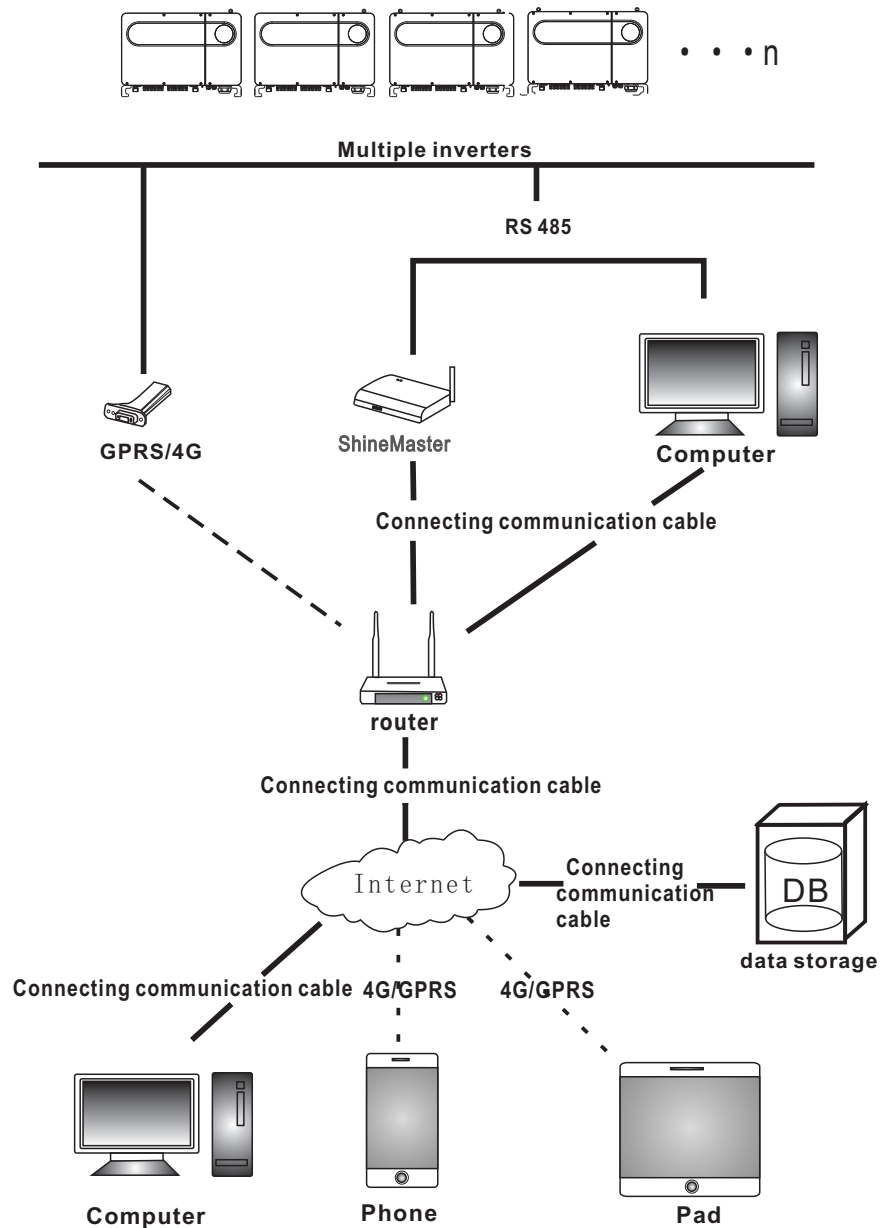 · · · n
Multiple inverters
RS 485
GPRS/4G
ShineMaster
Computer
Connecting communication cable
router
Connecting communication cable
Internet
Connecting
communication
cable
DB
data storage
Connecting communication cable
4G/GPRS
4G/GPRS
Computer
Phone
Pad